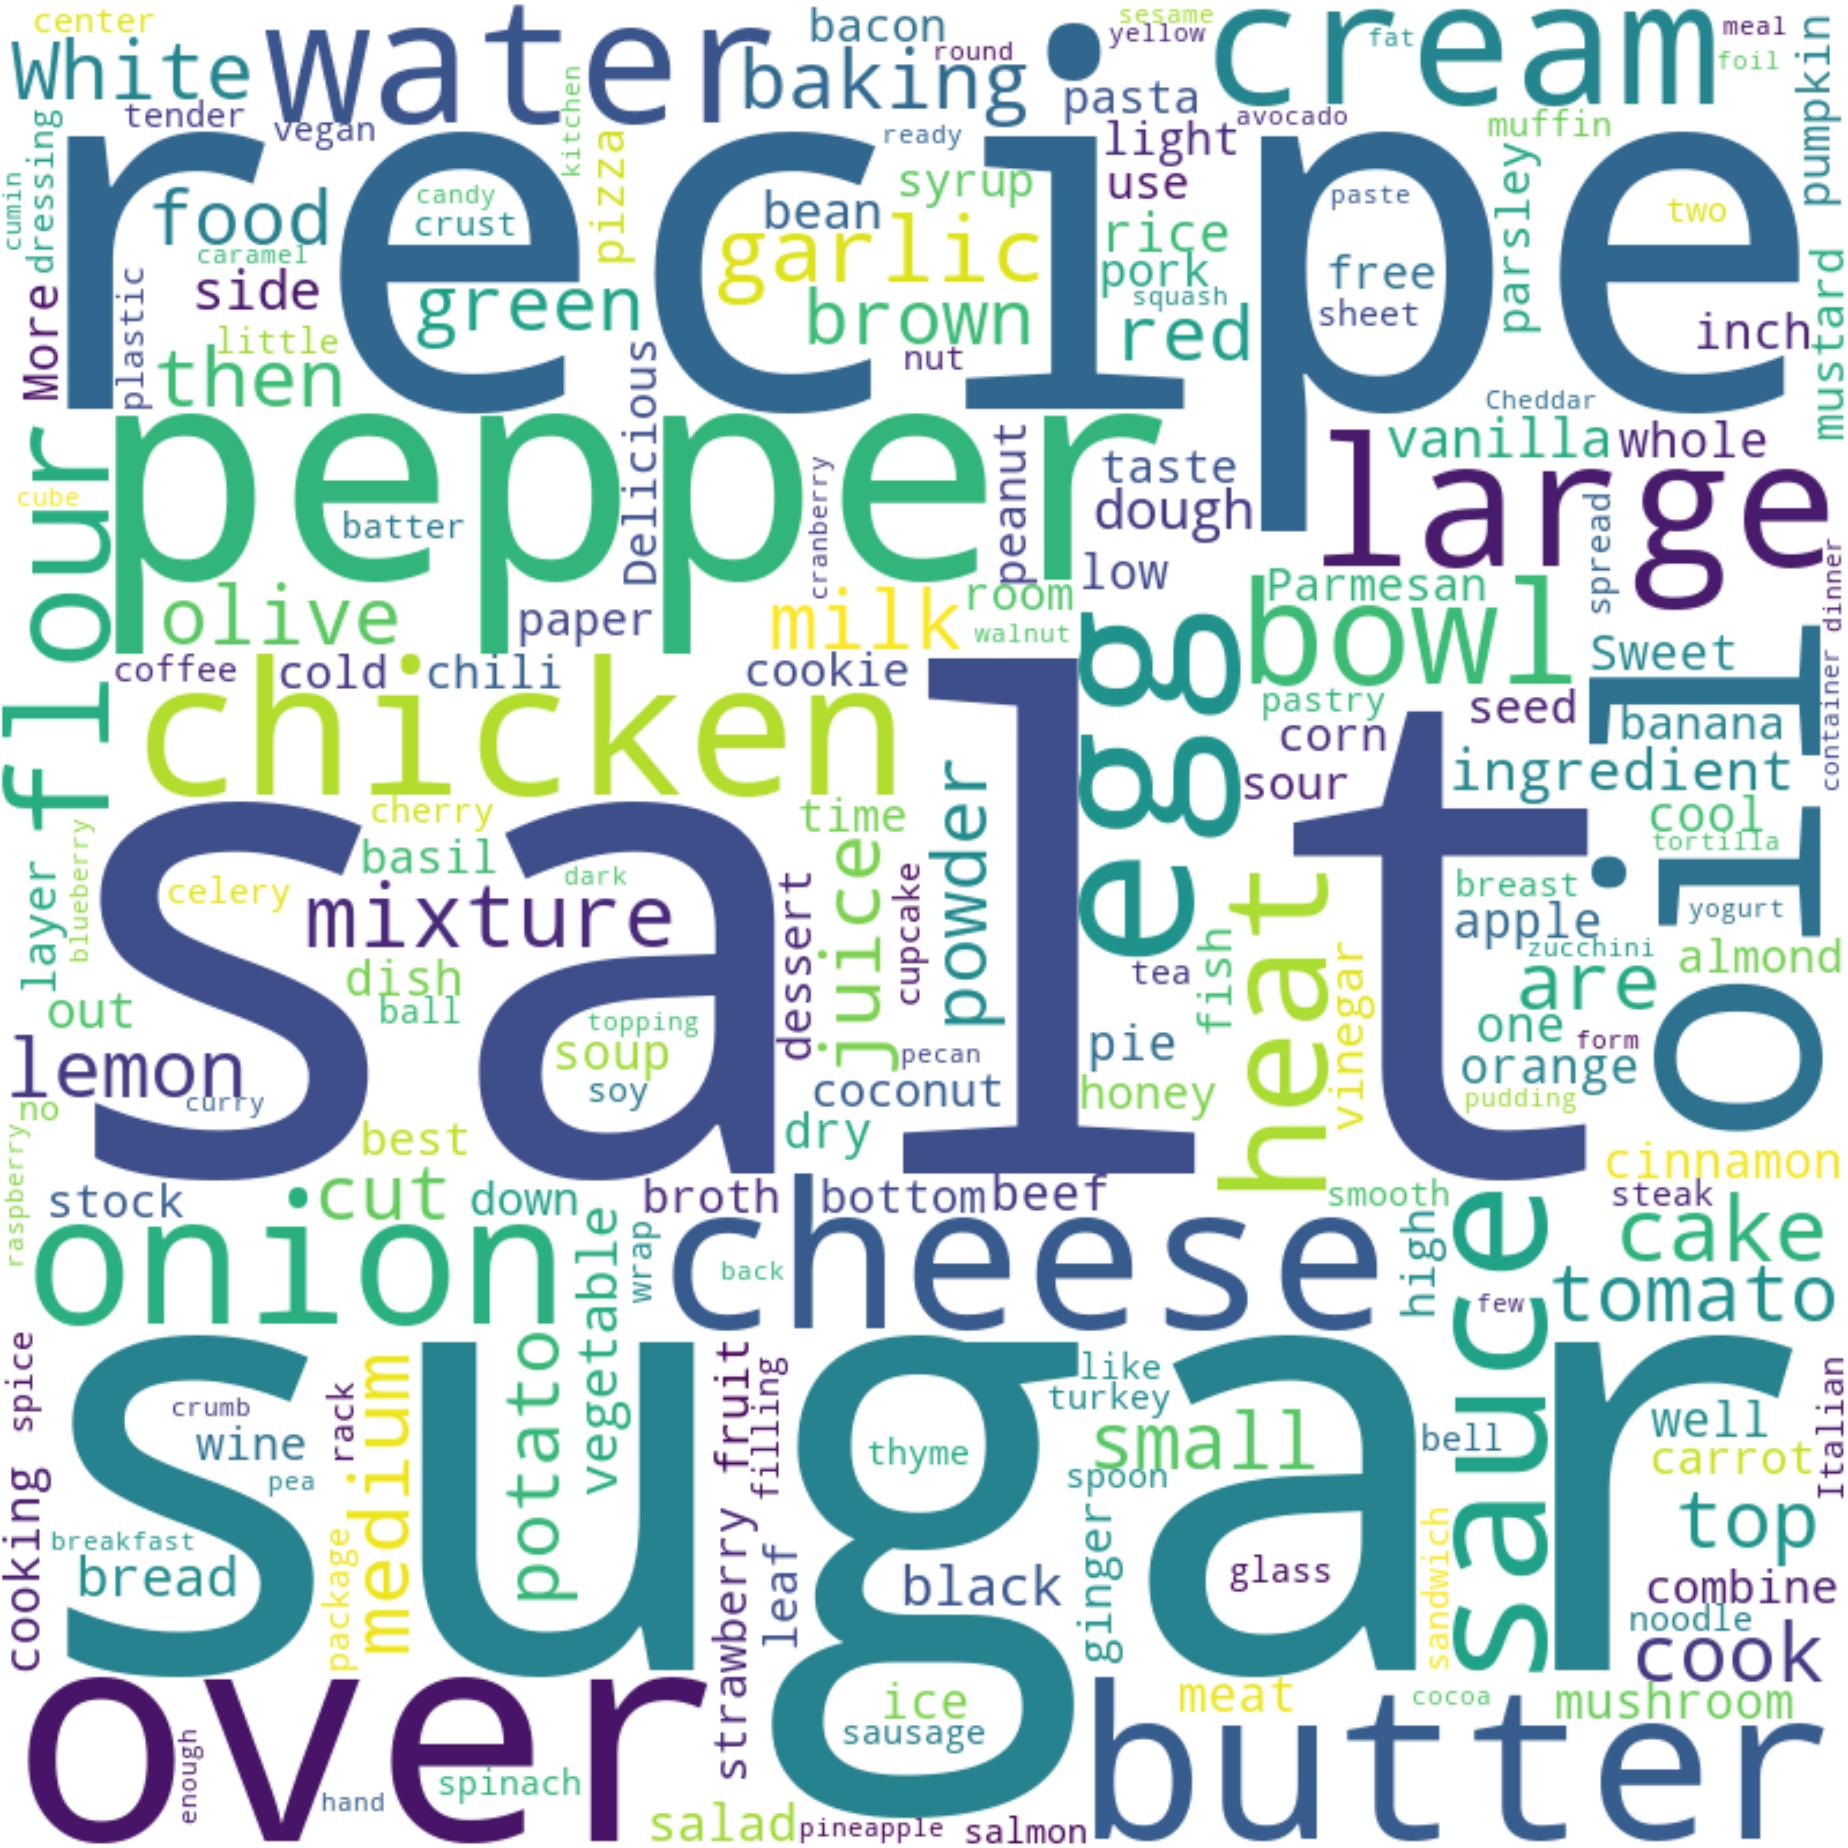 center
White
water
bacon
baking
round
sesame
yellow
cream
fat
meal
foil
pumpkin
tender
vegan
kitchen
pasta
avocado
muffin
recipe
ready
light
use
cumin
dressing
food
candy
crust
pizza
syrup
bean
garlic
rice
pork
squash
paste
free
sheet
parsley
two
caramel
side
green
brown
red
inch
mustard
More
plastic
little
then
nut
Delicious
Cheddar
pepper
flour
cube
batter
cranberry
peanut
taste
dough
low
vanilla
whole
large
spread
dinner
olive
paper
milk
room
walnut
Parmesan
bowl
Sweet
coffee
cold
chili
cookie
egg
pastry
seed
corn
sour
banana
container
oil
chicken
ingredient
cool
tortilla
salt
cherry
basil
time
powder
juice
blueberry
layer
celery
dark
mixture
dessert
cupcake
heat
breast
apple
yogurt
zucchini
almond
are
dish
ball
out
topping
soup
soy
tea
fish
vinegar
one
form
orange
pudding
lemon
curry
no
pecan
coconut
pie
honey
best
dry
raspberry
cinnamon
stock
cut
down
broth
bottom
beef
smooth
steak
cake
onion
vegetable
wrap
cheese
back
high
sauce
few
tomato
spice
sugar
potato
fruit
filling
like
turkey
crumb
wine
rack
pea
medium
thyme
small
spoon
bell
well
carrot
Italian
cooking
breakfast
bread
package
strawberry
leaf
black
ginger
glass
sandwich
top
combine
noodle
cook
over
enough
hand
spinach
ice
sausage
meat
cocoa
mushroom
butter
salad
pineapple
salmon